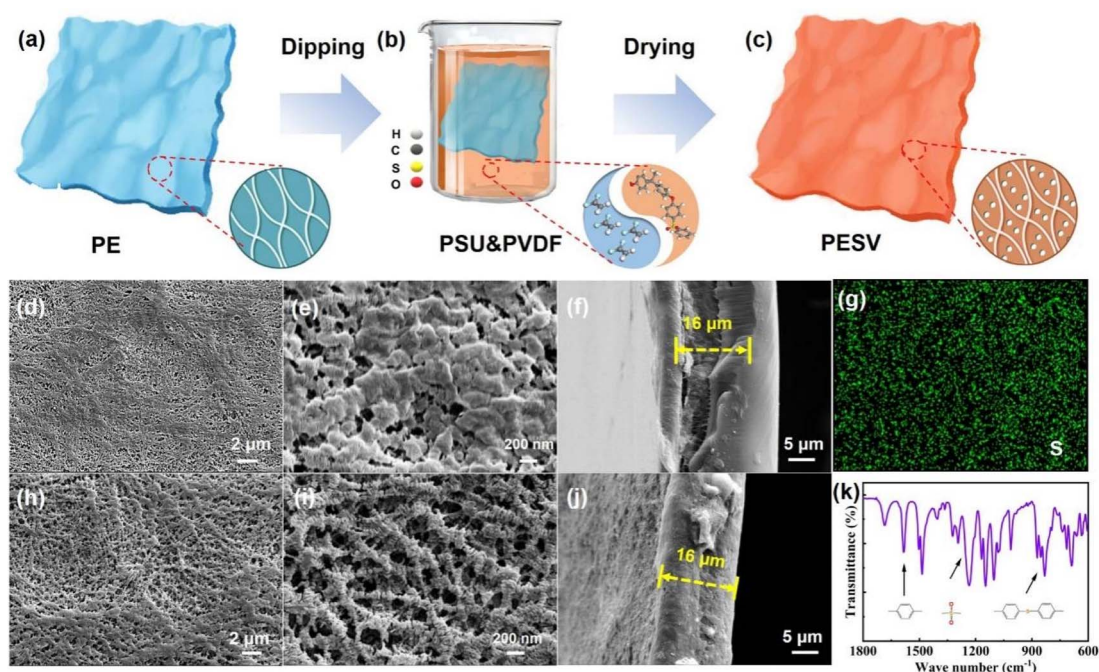 (a)
Dipping
(b)
Drying
(c)
H
C
S
O
PE
PSU&PVDF
PESV
(d)
2 µm
(e)
200 nm
(f)
16 µm
5 µm
(g)
S
(h)
2 µm
(i)
200 nm
(j)
16 µm
5 µm
(k)
Transmittance (%)
O
S
O
S
1800 1500 1200 900 600
Wave number (cm⁻¹)